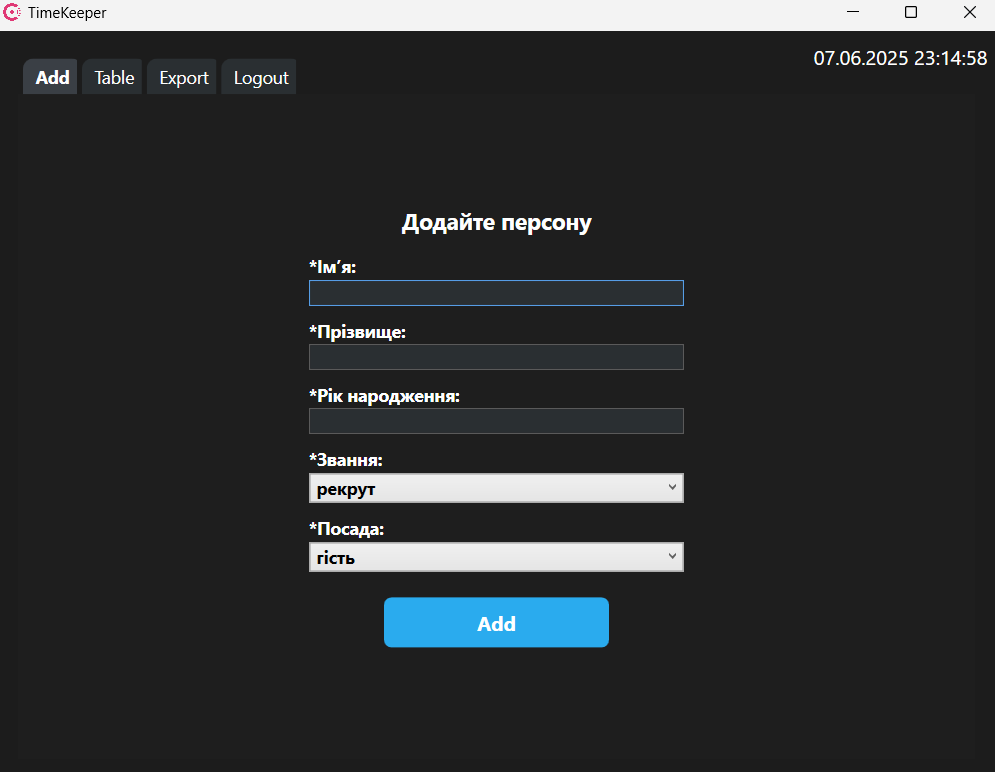 TimeKeeper
07.06.2025 23:14:58
Add Table Export Logout
Додайте персону
*Ім´я:
*Прізвище:
*Рік народження:
*Звання:
рекрут
*Посада:
гість
Add